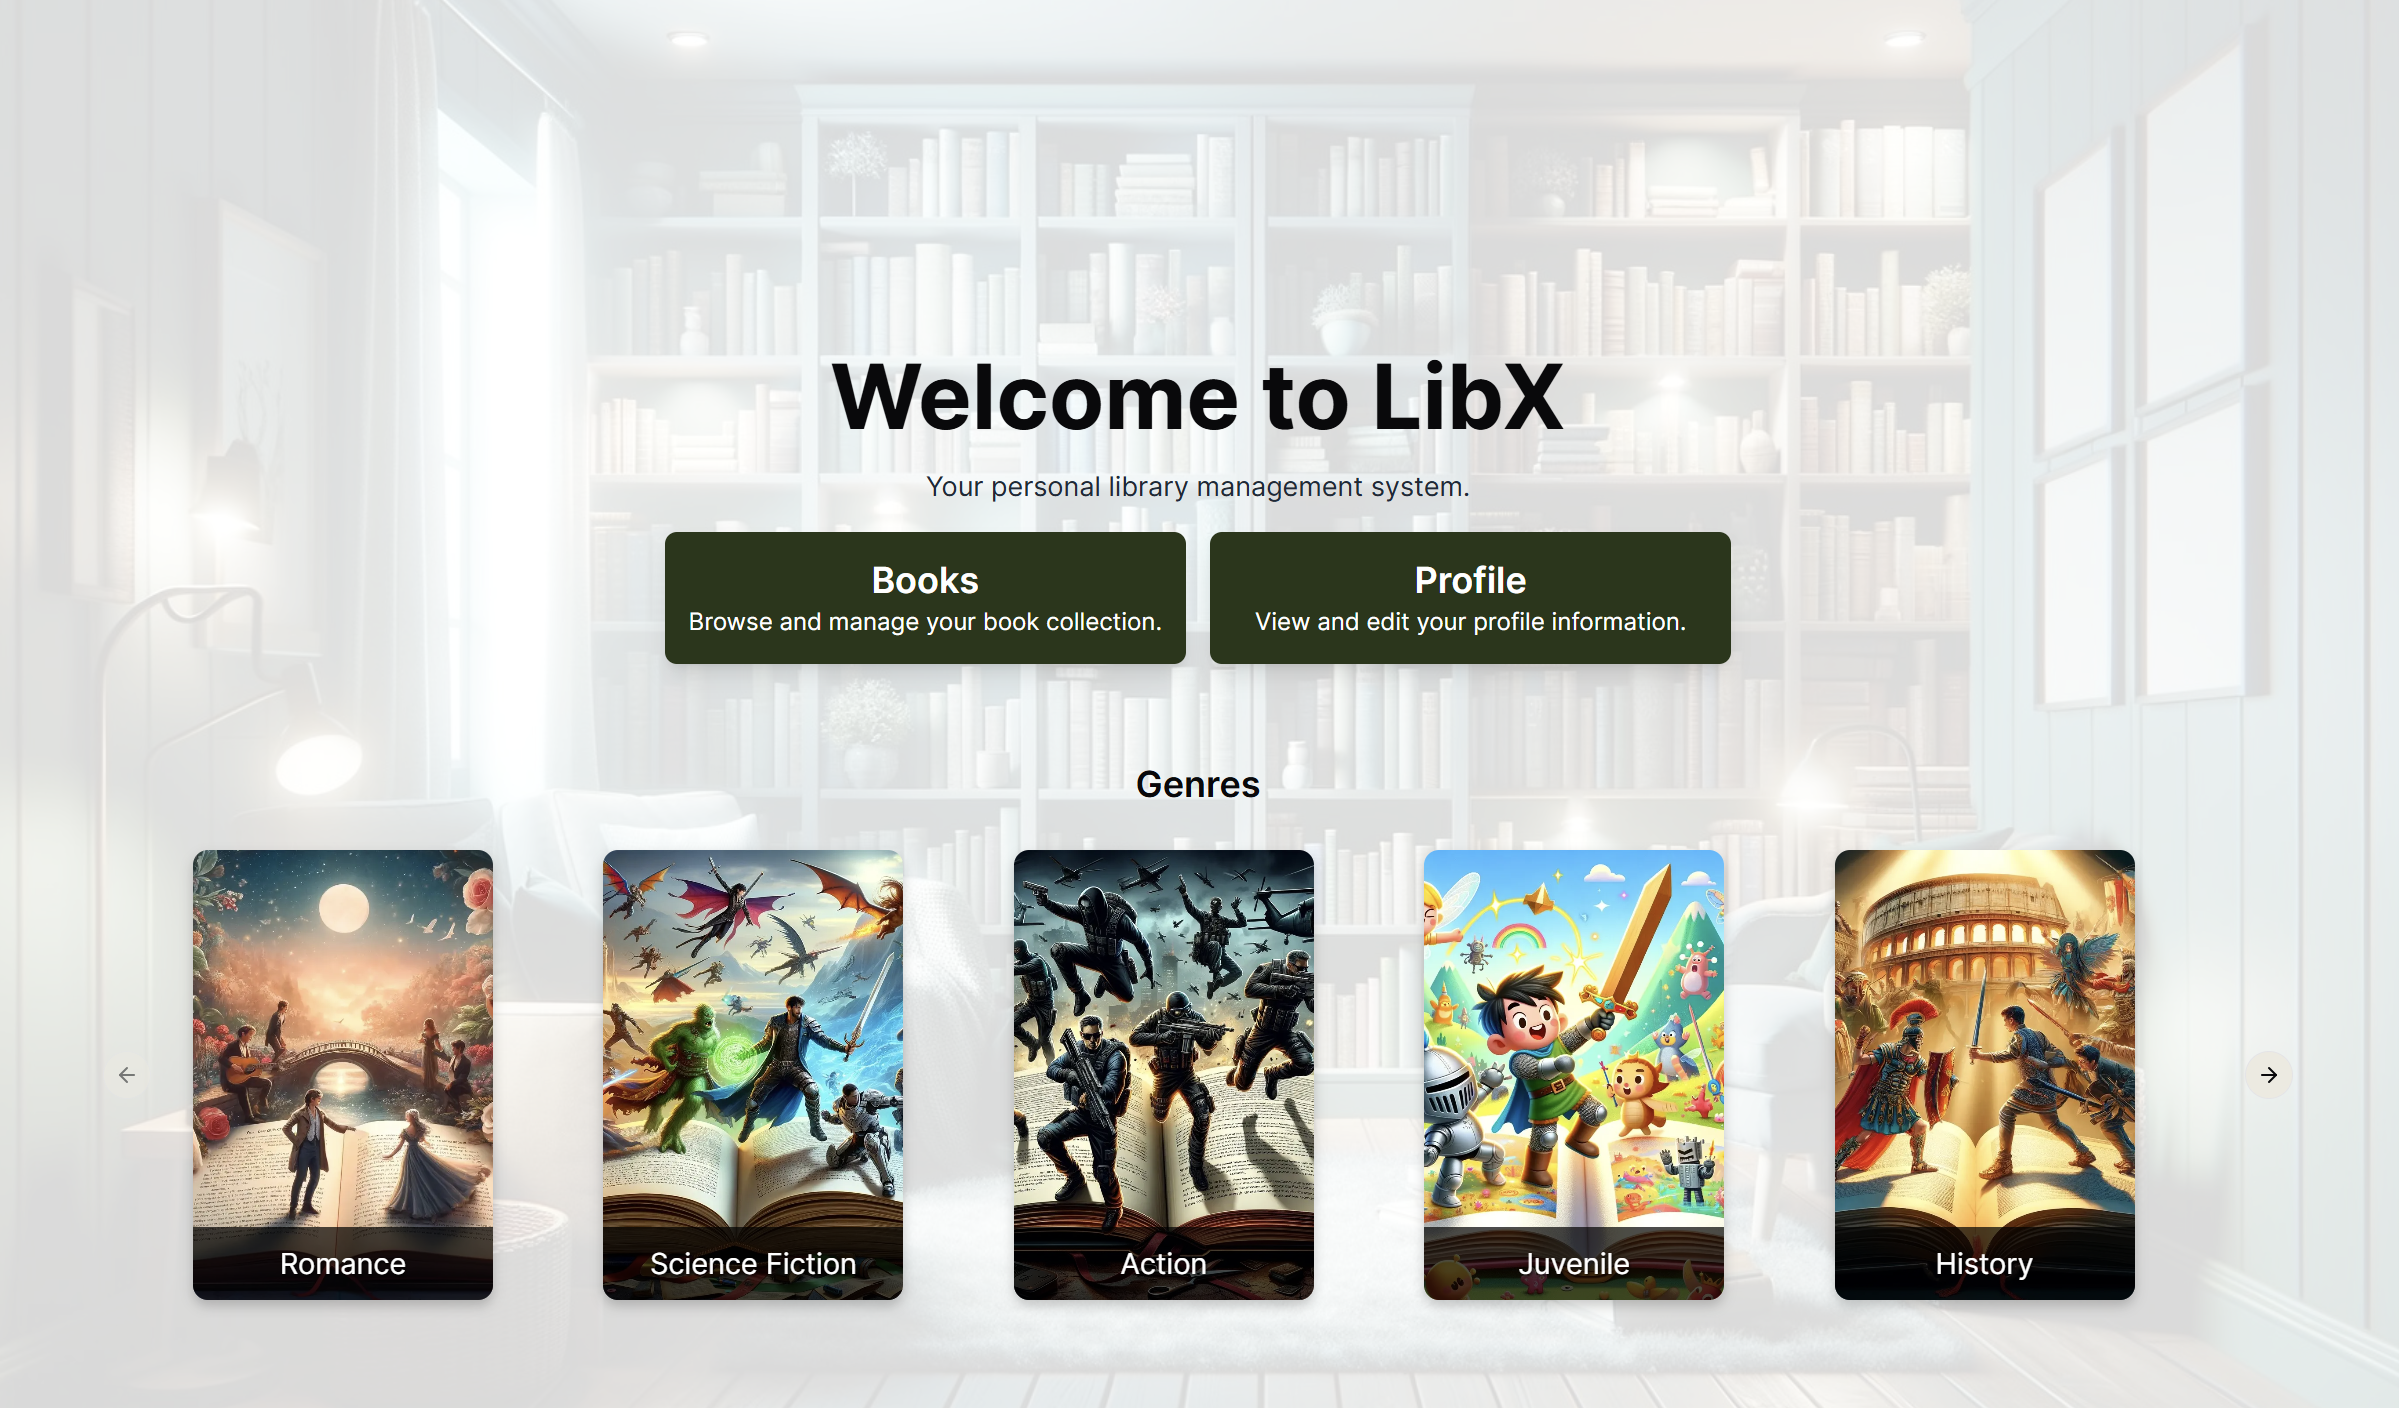 Welcome to LibX
Your personal library management system.
Books
Browse and manage your book collection.
Profile
View and edit your profile information.
Genres
Romance
Science Fiction
Action
Juvenile
History